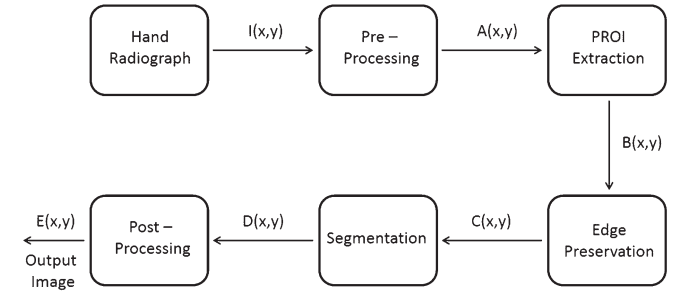 Hand
Radiograph
I(x,y)
Pre –
Processing
A(x,y)
PROI
Extraction
B(x,y)
Edge
Preservation
C(x,y)
Segmentation
D(x,y)
Post –
Processing
E(x,y)
Output
Image